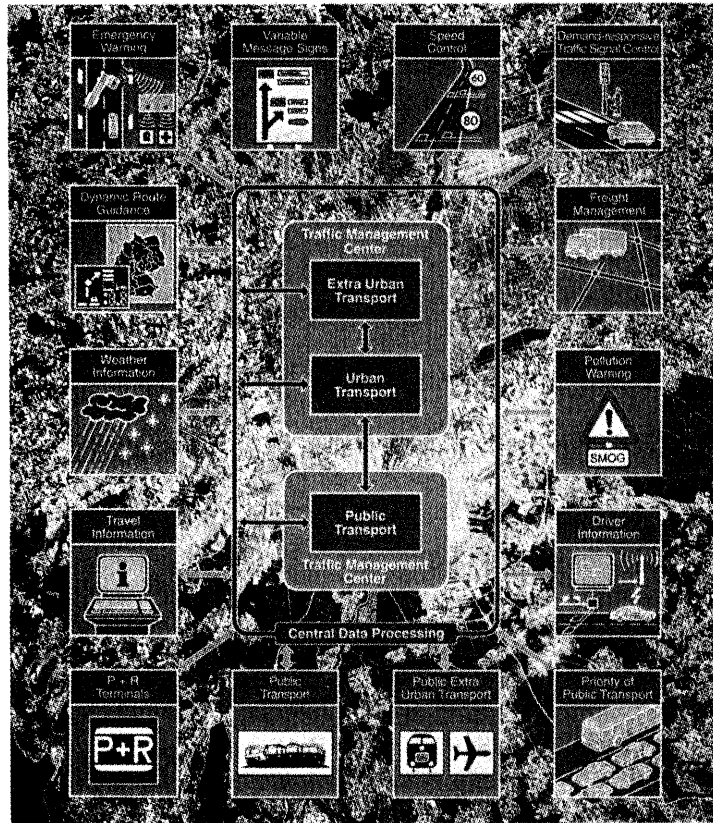 Emergency
Warning
Variable
Message Signs
Speed
Control
60
80
Demand-responsive
Traffic Signal Control
Dynamic Route
Guidance
Traffic Management
Center
Extra Urban
Transport
Freight
Management
Weather
Information
Urban
Transport
Pollution
Warning
SMOG
Travel
Information
i
Public
Transport
Traffic Management
Center
Driver
Information
Central Data Processing
P + R
Terminals
P+R
Public
Transport
Public Extra
Urban Transport
Priority of
Public Transport